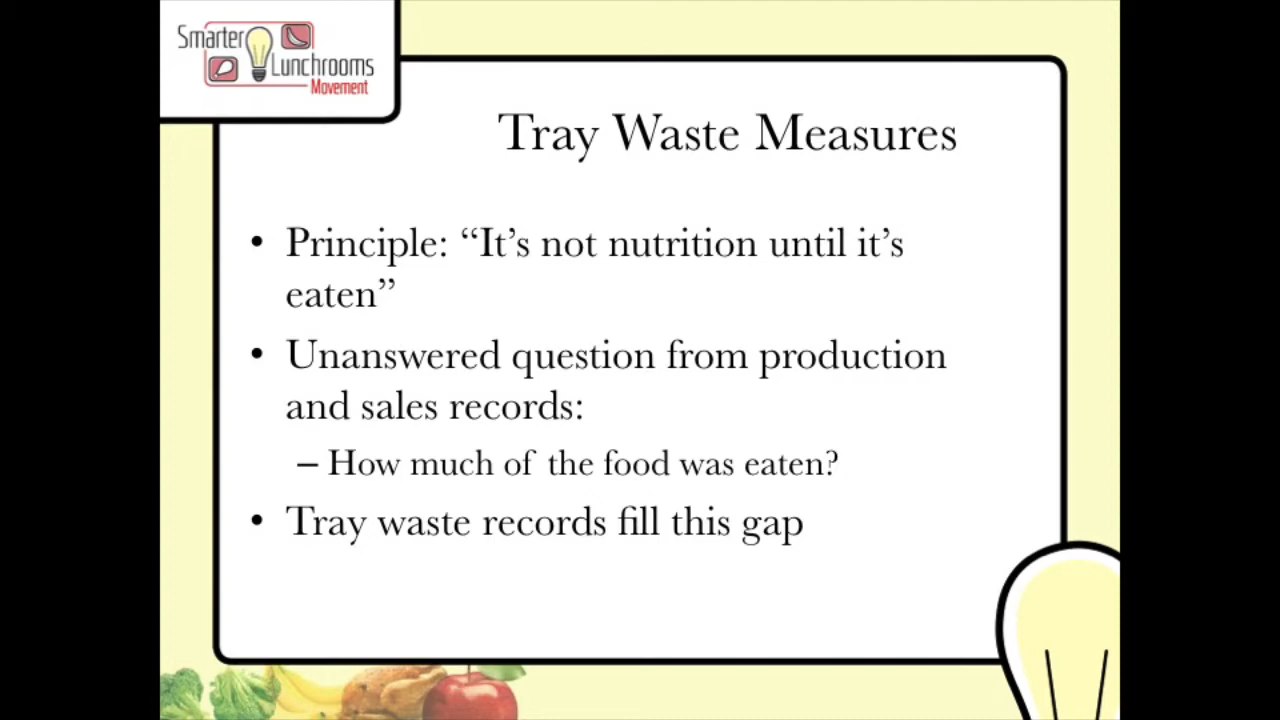 Smarter
Lunchrooms
Movement
Tray Waste Measures
• Principle: “It’s not nutrition until it’s
eaten”
• Unanswered question from production
and sales records:
– How much of the food was eaten?
• Tray waste records fill this gap